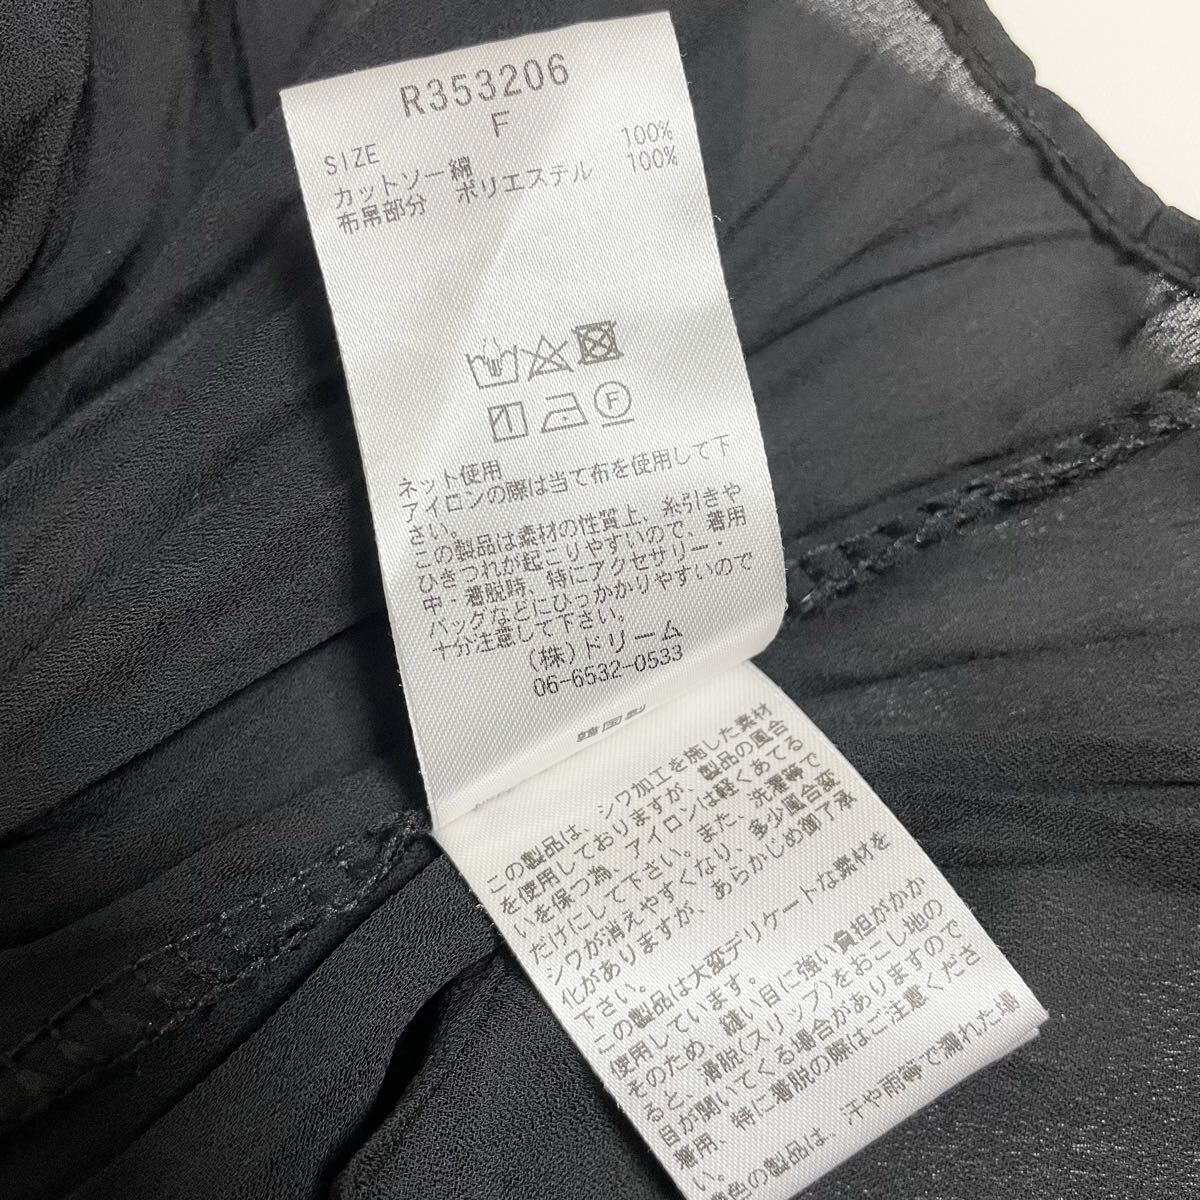 R353206
F
SIZE
カットソー綿 100%
布帛部分 ポリエステル 100%
F
ネット使用
アイロンの際は当て布を使用して下
さい。
この製品は素材の性質上、糸引きや
ひきつれが起こりやすいので、着用
中・着脱時、特にアクセサリー・
バッグなどにひっかかりやすいので
十分注意して下さい。
(株)ドリーム
06-6532-0533
韓国製
この製品は、シワ加工を施した素材
を使用しておりますが、製品の風合
いを保つ為、アイロンは軽くあてる
だけにして下さい。また、洗濯等で
シワが消えやすくなり、多少風合変
化がありますが、あらかじめ御了承
下さい。
この製品は大変デリケートな素材を
使用しています。
そのため、縫い目に強い負担がかか
ると、滑脱(スリップ)をおこし地の
目が開いてくる場合がありますので
着用、特に着脱の際はご注意くださ
い。
色の製品は、汗や雨等で濡れた場